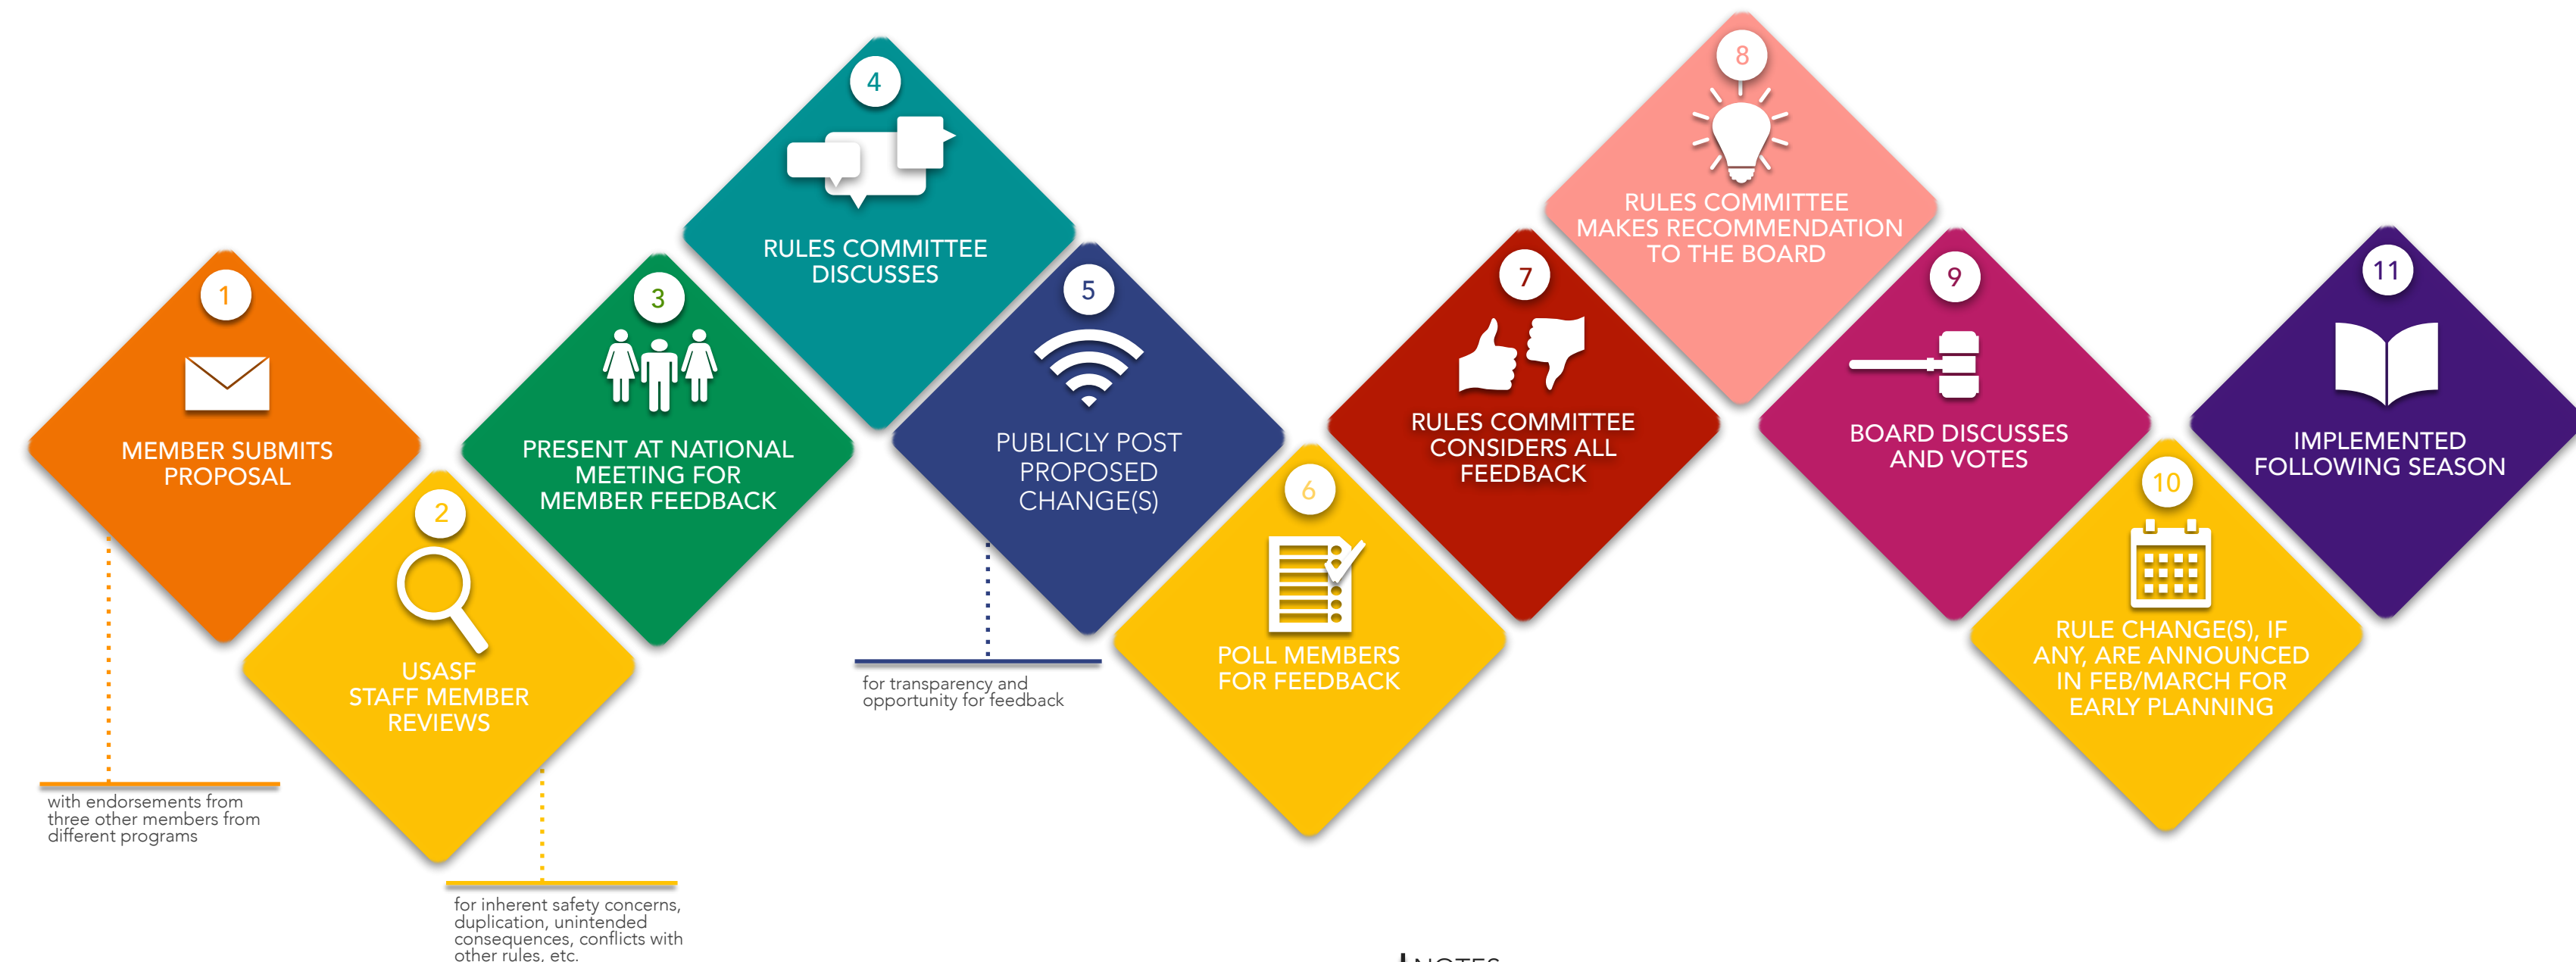 1
MEMBER SUBMITS
PROPOSAL
with endorsements from
three other members from
different programs
2
USASF
STAFF MEMBER
REVIEWS
for inherent safety concerns,
duplication, unintended
consequences, conflicts with
other rules, etc.
3
PRESENT AT NATIONAL
MEETING FOR
MEMBER FEEDBACK
4
RULES COMMITTEE
DISCUSSES
5
PUBLICLY POST
PROPOSED
CHANGE(S)
for transparency and
opportunity for feedback
6
POLL MEMBERS
FOR FEEDBACK
7
RULES COMMITTEE
CONSIDERS ALL
FEEDBACK
8
RULES COMMITTEE
MAKES RECOMMENDATION
TO THE BOARD
9
BOARD DISCUSSES
AND VOTES
10
RULE CHANGE(S), IF
ANY, ARE ANNOUNCED
IN FEB/MARCH FOR
EARLY PLANNING
11
IMPLEMENTED
FOLLOWING SEASON
NOTES